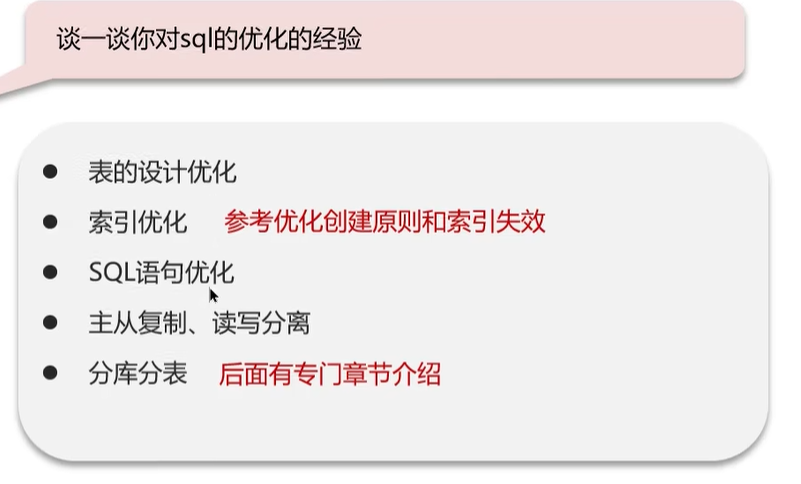 谈一谈你对sql的优化的经验
表的设计优化
索引优化 参考优化创建原则和索引失效
SQL语句优化
主从复制、读写分离
分库分表 后面有专门章节介绍